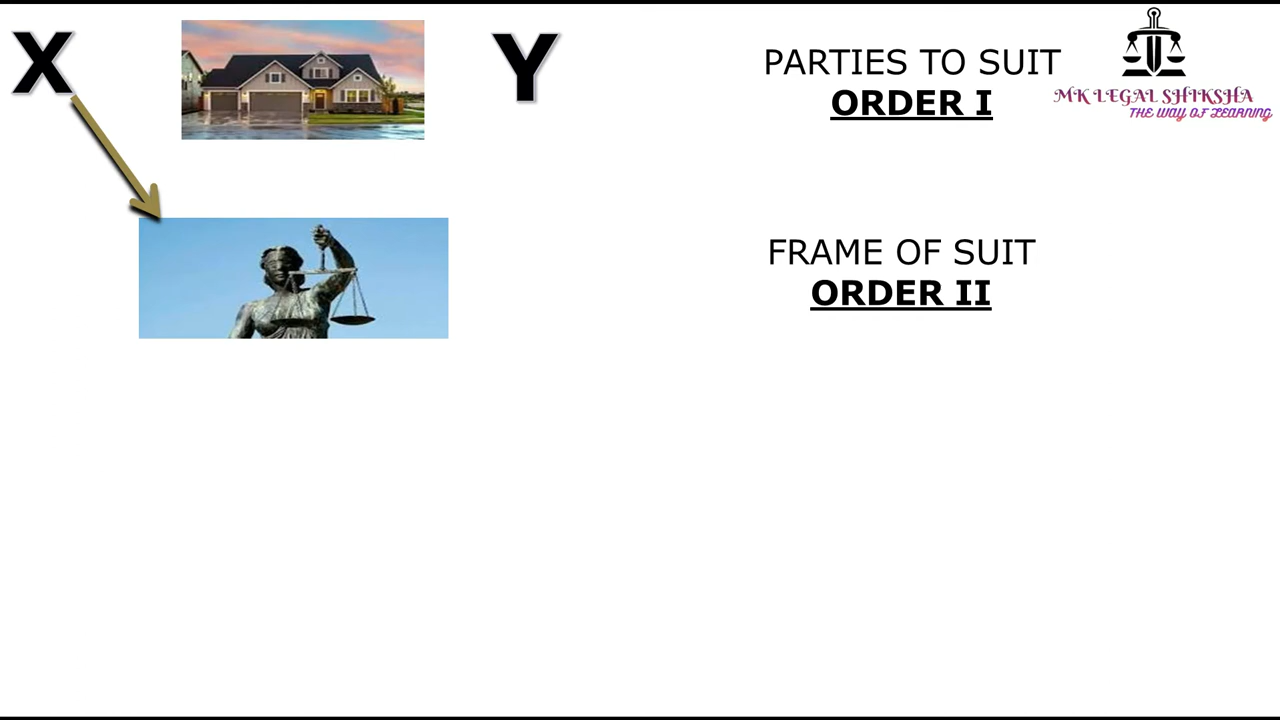 X
Y
PARTIES TO SUIT
ORDER I
MK LEGAL SHIKSHA
THE WAY OF LEARNING
FRAME OF SUIT
ORDER II